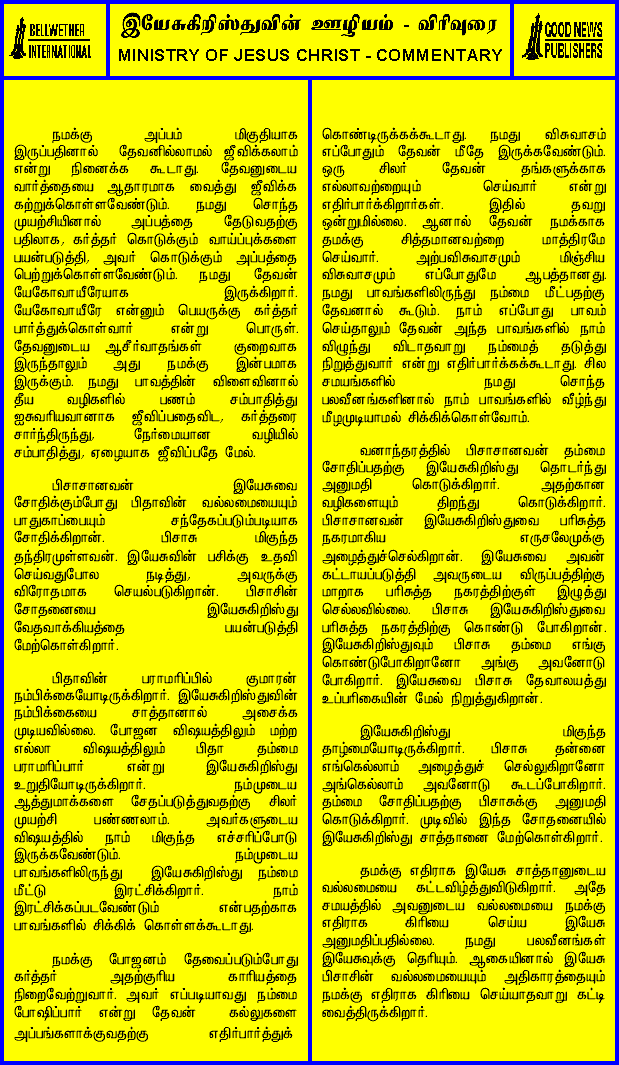 BELLWETHER
INTERNATIONAL
இயேசுகிறிஸ்துவின் ஊழியம் - விரிவுரை
MINISTRY OF JESUS CHRIST - COMMENTARY
GOOD NEWS
PUBLISHERS
நமக்கு அப்பம் மிகுதியாக
இருப்பதினால் தேவனில்லாமல் ஜீவிக்கலாம்
என்று நினைக்க கூடாது. தேவனுடைய
வார்த்தையை ஆதாரமாக வைத்து ஜீவிக்க
கற்றுக்கொள்ளவேண்டும். நமது சொந்த
முயற்சியினால் அப்பத்தை தேடுவதற்கு
பதிலாக, கர்த்தர் கொடுக்கும் வாய்ப்புக்களை
பயன்படுத்தி, அவர் கொடுக்கும் அப்பத்தை
பெற்றுக்கொள்ளவேண்டும். நமது தேவன்
யேகோவாயீரேயாக இருக்கிறார்.
யேகோவாயீரே என்னும் பெயருக்கு கர்த்தர்
பார்த்துக்கொள்வார் என்று பொருள்.
தேவனுடைய ஆசீர்வாதங்கள் குறைவாக
இருந்தாலும் அது நமக்கு இன்பமாக
இருக்கும். நமது பாவத்தின் விளைவினால்
தீய வழிகளில் பணம் சம்பாதித்து
ஐசுவரியவானாக ஜீவிப்பதைவிட, கர்த்தரை
சார்ந்திருந்து, நேர்மையான வழியில்
சம்பாதித்து, ஏழையாக ஜீவிப்பதே மேல்.
பிசாசானவன் இயேசுவை
சோதிக்கும்போது பிதாவின் வல்லமையையும்
பாதுகாப்பையும் சந்தேகப்படும்படியாக
சோதிக்கிறான். பிசாசு மிகுந்த
தந்திரமுள்ளவன். இயேசுவின் பசிக்கு உதவி
செய்வதுபோல நடித்து, அவருக்கு
விரோதமாக செயல்படுகிறான். பிசாசின்
சோதனையை இயேசுகிறிஸ்து
வேதவாக்கியத்தை பயன்படுத்தி
மேற்கொள்கிறார்.
பிதாவின் பராமரிப்பில் குமாரன்
நம்பிக்கையோடிருக்கிறார். இயேசுகிறிஸ்துவின்
நம்பிக்கையை சாத்தானால் அசைக்க
முடியவில்லை. போஜன விஷயத்திலும் மற்ற
எல்லா விஷயத்திலும் பிதா தம்மை
பராமரிப்பார் என்று இயேசுகிறிஸ்து
உறுதியோடிருக்கிறார். நம்முடைய
ஆத்துமாக்களை சேதப்படுத்துவதற்கு சிலர்
முயற்சி பண்ணலாம். அவர்களுடைய
விஷயத்தில் நாம் மிகுந்த எச்சரிப்போடு
இருக்கவேண்டும். நம்முடைய
பாவங்களிலிருந்து இயேசுகிறிஸ்து நம்மை
மீட்டு இரட்சிக்கிறார். நாம்
இரட்சிக்கப்படவேண்டும் என்பதற்காக
பாவங்களில் சிக்கிக் கொள்ளக்கூடாது.
நமக்கு போஜனம் தேவைப்படும்போது
கர்த்தர் அதற்குரிய காரியத்தை
நிறைவேற்றுவார். அவர் எப்படியாவது நம்மை
போஷிப்பார் என்று தேவன் கல்லுகளை
அப்பங்களாக்குவதற்கு எதிர்பார்த்துக்
கொண்டிருக்கக்கூடாது. நமது விசுவாசம்
எப்போதும் தேவன் மீதே இருக்கவேண்டும்.
ஒரு சிலர் தேவன் தங்களுக்காக
எல்லாவற்றையும் செய்வார் என்று
எதிர்பார்க்கிறார்கள். இதில் தவறு
ஒன்றுமில்லை. ஆனால் தேவன் நமக்காக
தமக்கு சித்தமானவற்றை மாத்திரமே
செய்வார். அற்பவிசுவாசமும் மிஞ்சிய
விசுவாசமும் எப்போதுமே ஆபத்தானது.
நமது பாவங்களிலிருந்து நம்மை மீட்பதற்கு
தேவனால் கூடும். நாம் எப்போது பாவம்
செய்தாலும் தேவன் அந்த பாவங்களில் நாம்
விழுந்து விடாதவாறு நம்மைத் தடுத்து
நிறுத்துவார் என்று எதிர்பார்க்கக்கூடாது. சில
சமயங்களில் நமது சொந்த
பலவீனங்களினால் நாம் பாவங்களில் வீழ்ந்து
மீழமுடியாமல் சிக்கிக்கொள்வோம்.
வனாந்தரத்தில் பிசாசானவன் தம்மை
சோதிப்பதற்கு இயேசுகிறிஸ்து தொடர்ந்து
அனுமதி கொடுக்கிறார். அதற்கான
வழிகளையும் திறந்து கொடுக்கிறார்.
பிசாசானவன் இயேசுகிறிஸ்துவை பரிசுத்த
நகரமாகிய எருசலேமுக்கு
அழைத்துச்செல்கிறான். இயேசுவை அவன்
கட்டாயப்படுத்தி அவருடைய விருப்பத்திற்கு
மாறாக பரிசுத்த நகரத்திற்குள் இழுத்து
செல்லவில்லை. பிசாசு இயேசுகிறிஸ்துவை
பரிசுத்த நகரத்திற்கு கொண்டு போகிறான்.
இயேசுகிறிஸ்துவும் பிசாசு தம்மை எங்கு
கொண்டுபோகிறானோ அங்கு அவனோடு
போகிறார். இயேசுவை பிசாசு தேவாலயத்து
உப்பரிகையின் மேல் நிறுத்துகிறான்.
இயேசுகிறிஸ்து மிகுந்த
தாழ்மையோடிருக்கிறார். பிசாசு தன்னை
எங்கெல்லாம் அழைத்துச் செல்லுகிறானோ
அங்கெல்லாம் அவனோடு கூடப்போகிறார்.
தம்மை சோதிப்பதற்கு பிசாசுக்கு அனுமதி
கொடுக்கிறார். முடிவில் இந்த சோதனையில்
இயேசுகிறிஸ்து சாத்தானை மேற்கொள்கிறார்.
தமக்கு எதிராக இயேசு சாத்தானுடைய
வல்லமையை கட்டவிழ்த்துவிடுகிறார். அதே
சமயத்தில் அவனுடைய வல்லமையை நமக்கு
எதிராக கிரியை செய்ய இயேசு
அனுமதிப்பதில்லை. நமது பலவீனங்கள்
இயேசுவுக்கு தெரியும். ஆகையினால் இயேசு
பிசாசின் வல்லமையையும் அதிகாரத்தையும்
நமக்கு எதிராக கிரியை செய்யாதவாறு கட்டி
வைத்திருக்கிறார்.